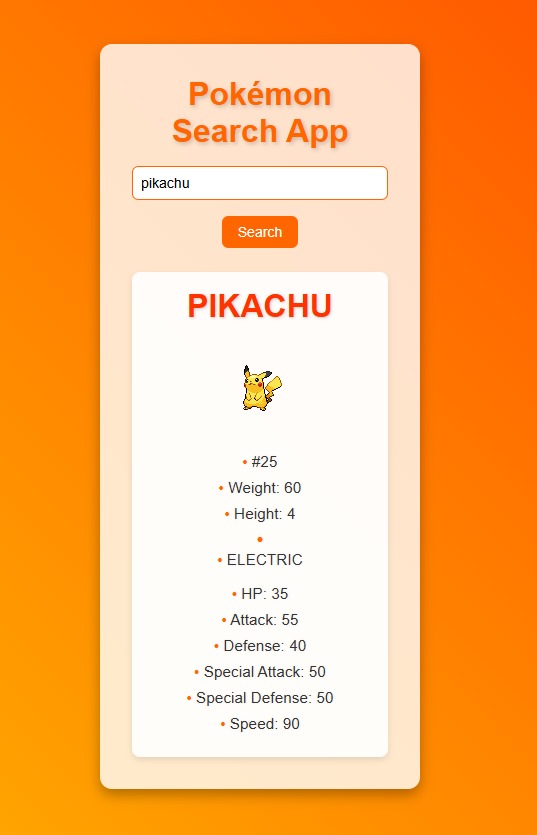 Pokémon
Search App
pikachu
Search
PIKACHU
• #25
• Weight: 60
• Height: 4
•
• ELECTRIC
• HP: 35
• Attack: 55
• Defense: 40
• Special Attack: 50
• Special Defense: 50
• Speed: 90